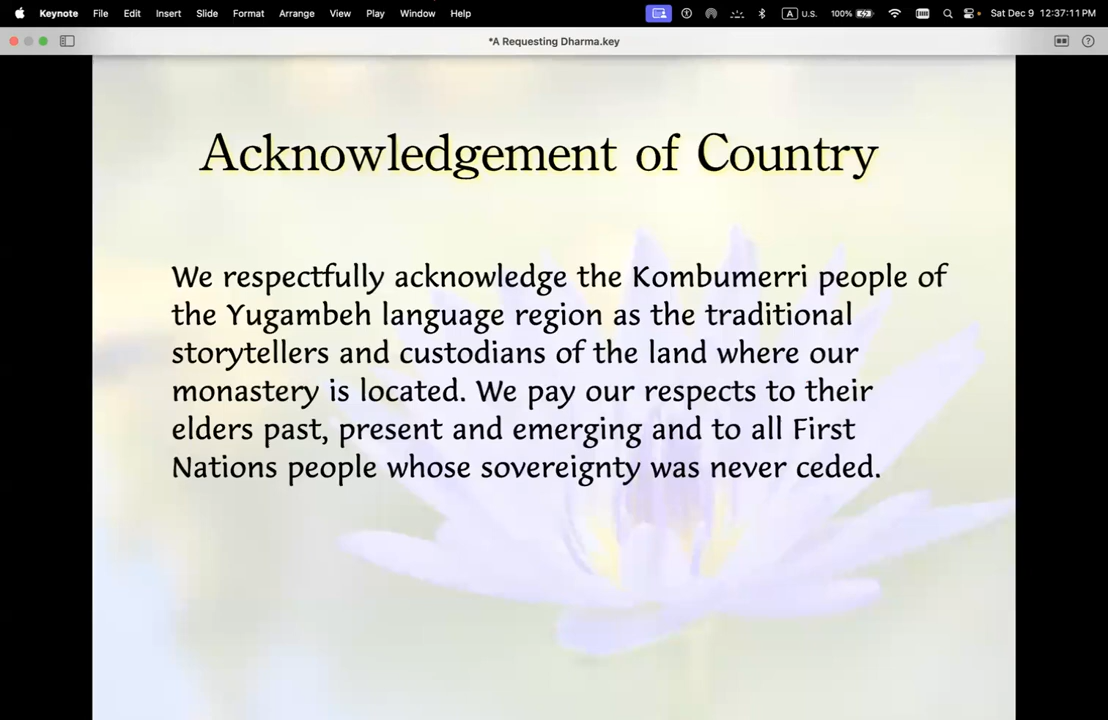 Keynote File Edit Insert Slide Format Arrange View Play Window Help A U.S. 100% Sat Dec 9 12:37:11 PM
*A Requesting Dharma.key
Acknowledgement of Country
We respectfully acknowledge the Kombumerri people of
the Yugambeh language region as the traditional
storytellers and custodians of the land where our
monastery is located. We pay our respects to their
elders past, present and emerging and to all First
Nations people whose sovereignty was never ceded.